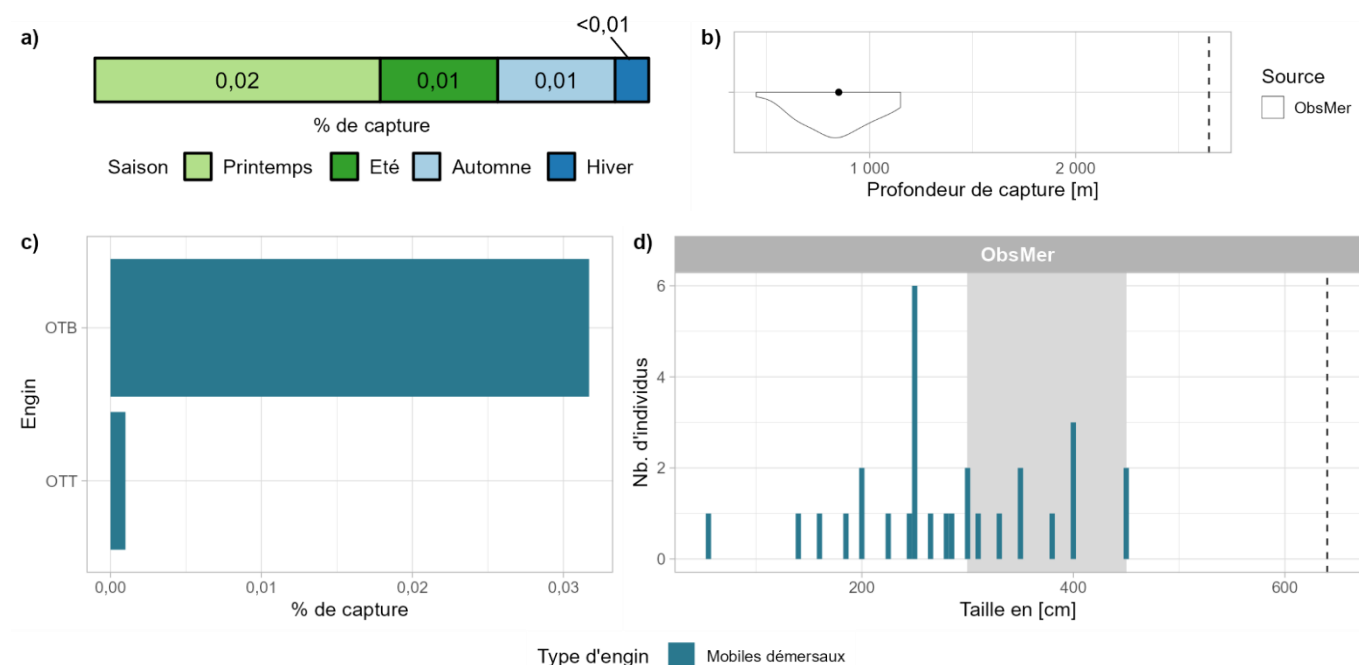 a)
<0,01
0,02
0,01
0,01
% de capture
Saison Printemps Eté Automne Hiver
b)
1 000
2 000
Profondeur de capture [m]
Source
ObsMer
c)
Engin
OTB
OTT
0,00
0,01
0,02
0,03
% de capture
d)
ObsMer
Nb. d'individus
6
4
2
0
200
400
600
Taille en [cm]
Type d'engin Mobiles démersaux